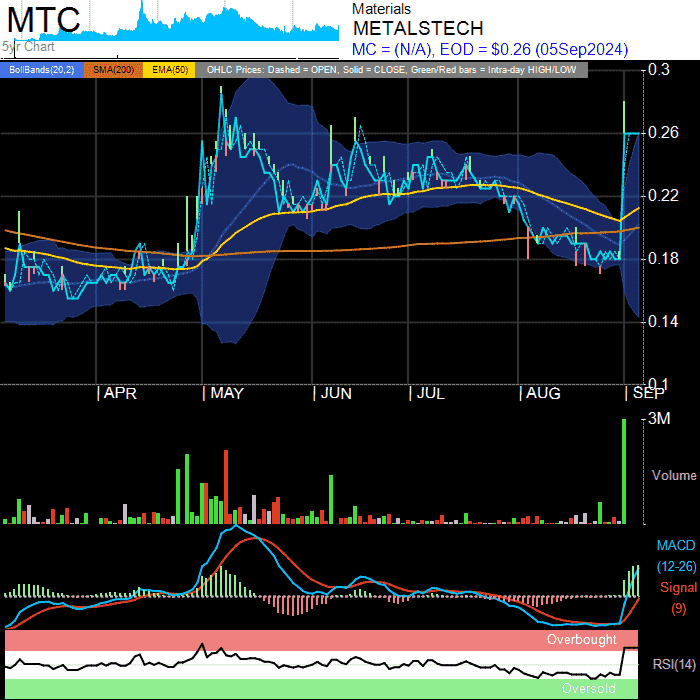 MTC
5yr Chart
Materials
METALSTECH
MC = (N/A), EOD = $0.26 (05Sep2024)
BollBands(20,2) SMA(200) EMA(50) OHLC Prices: Dashed = OPEN, Solid = CLOSE, Green/Red bars = Intra-day HIGH/LOW
0.3
0.26
0.22
0.18
0.14
0.1
APR MAY JUN JUL AUG SEP
3M
Volume
MACD
(12-26)
Signal
(9)
Overbought
RSI(14)
Oversold